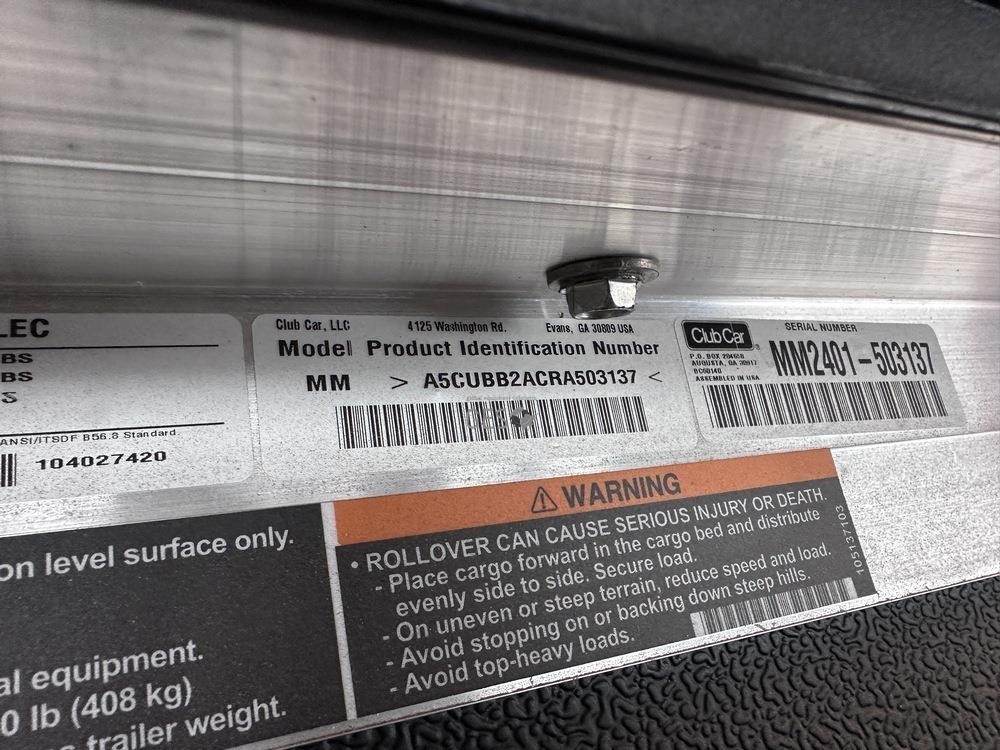 LEC
BS
BS
ANSI/ITSDF B56.8 Standard.
104027420
Club Car, LLC 4125 Washington Rd. Evans, GA 30809 USA
Model Product Identification Number
MM > A5CUBB2ACRA503137 <
Club Car
SERIAL NUMBER
P.O. BOX 204658
AUGUSTA, GA 30917
ASSEMBLED IN USA
MM2401-503137
on level surface only.
al equipment.
0 lb (408 kg)
trailer weight.
WARNING
• ROLLOVER CAN CAUSE SERIOUS INJURY OR DEATH.
- Place cargo forward in the cargo bed and distribute
evenly side to side. Secure load.
- On uneven or steep terrain, reduce speed and load.
- Avoid stopping on or backing down steep hills.
- Avoid top-heavy loads.
105137103